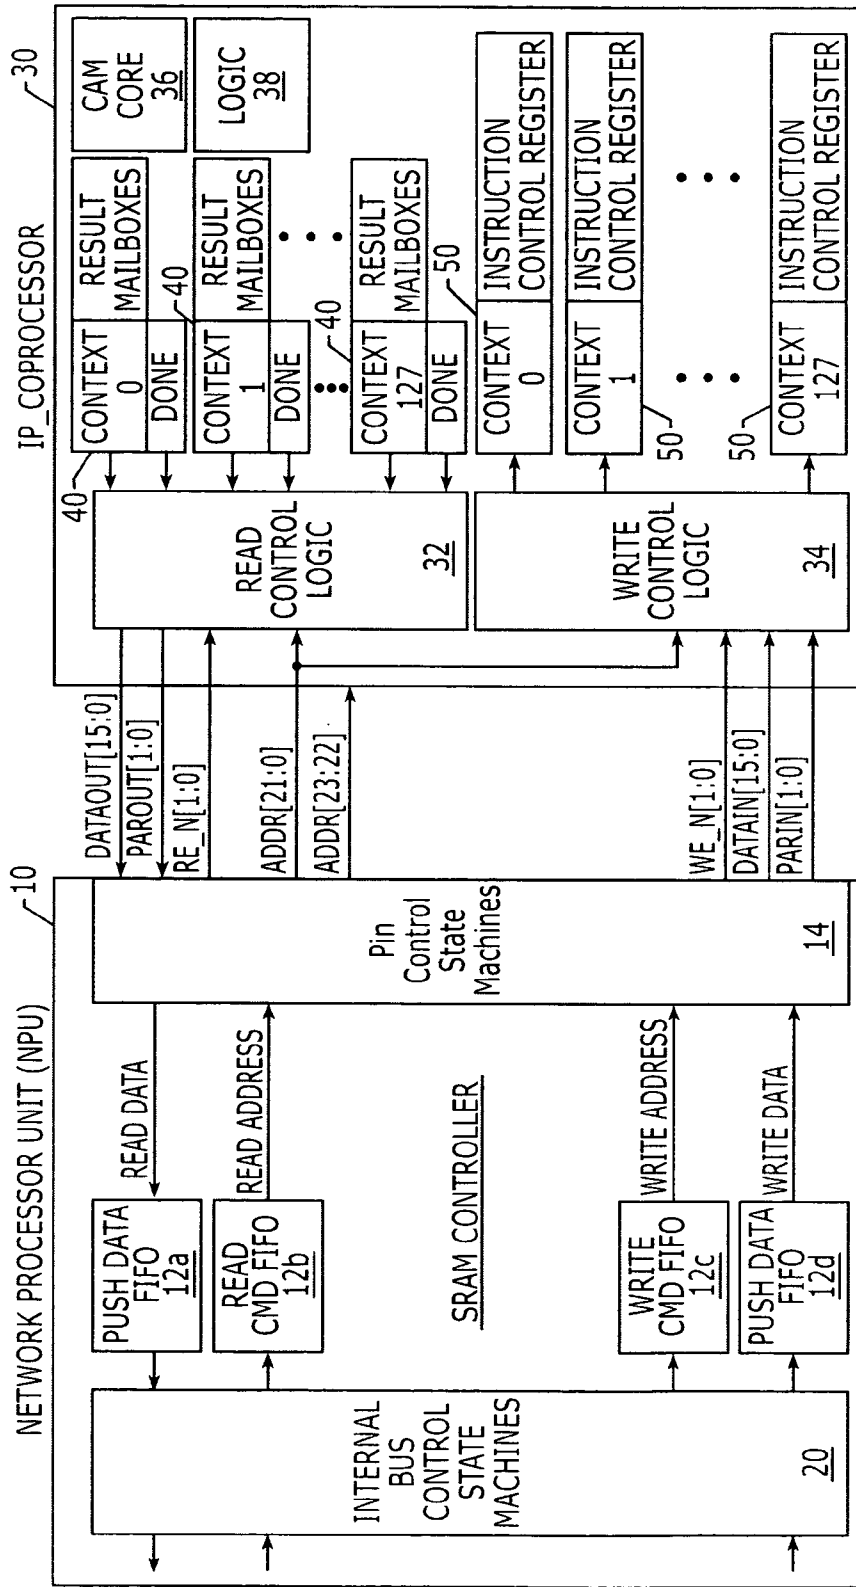 NETWORK PROCESSOR UNIT (NPU)
10
INTERNAL
BUS
CONTROL
STATE
MACHINES
20
PUSH DATA
FIFO
12a
READ
CMD FIFO
12b
SRAM CONTROLLER
WRITE
CMD FIFO
12c
PUSH DATA
FIFO
12d
READ DATA
READ ADDRESS
WRITE ADDRESS
WRITE DATA
Pin
Control
State
Machines
14
DATAOUT[15:0]
PAROUT[1:0]
RE_N[1:0]
ADDR[21:0]
ADDR[23:22]
WE_N[1:0]
DATAIN[15:0]
PARIN[1:0]
IP_COPROCESSOR
30
READ
CONTROL
LOGIC
32
WRITE
CONTROL
LOGIC
34
40
CONTEXT
0
DONE
RESULT
MAILBOXES
40
CONTEXT
1
DONE
RESULT
MAILBOXES
40
CONTEXT
127
DONE
RESULT
MAILBOXES
CAM
CORE
36
LOGIC
38
50
CONTEXT
0
INSTRUCTION
CONTROL REGISTER
50
CONTEXT
1
INSTRUCTION
CONTROL REGISTER
50
CONTEXT
127
INSTRUCTION
CONTROL REGISTER